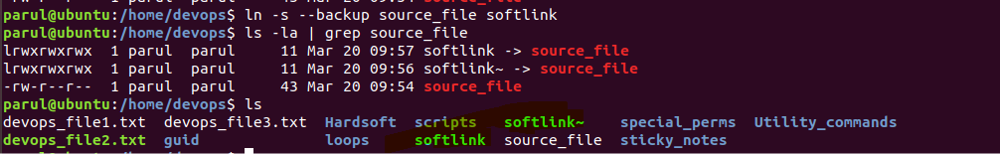 parul@ubuntu:/home/devops$ ln -s --backup source_file softlink
parul@ubuntu:/home/devops$ ls -la | grep source_file
lrwxrwxrwx  1 parul  parul     11 Mar 20 09:57 softlink -> source_file
lrwxrwxrwx  1 parul  parul     11 Mar 20 09:56 softlink~ -> source_file
-rw-r--r--  1 parul  parul     43 Mar 20 09:54 source_file
parul@ubuntu:/home/devops$ ls
devops_file1.txt  devops_file3.txt  Hardsoft  scripts   softlink~    special_perms  Utility_commands
devops_file2.txt  guid              loops     softlink  source_file  sticky_notes